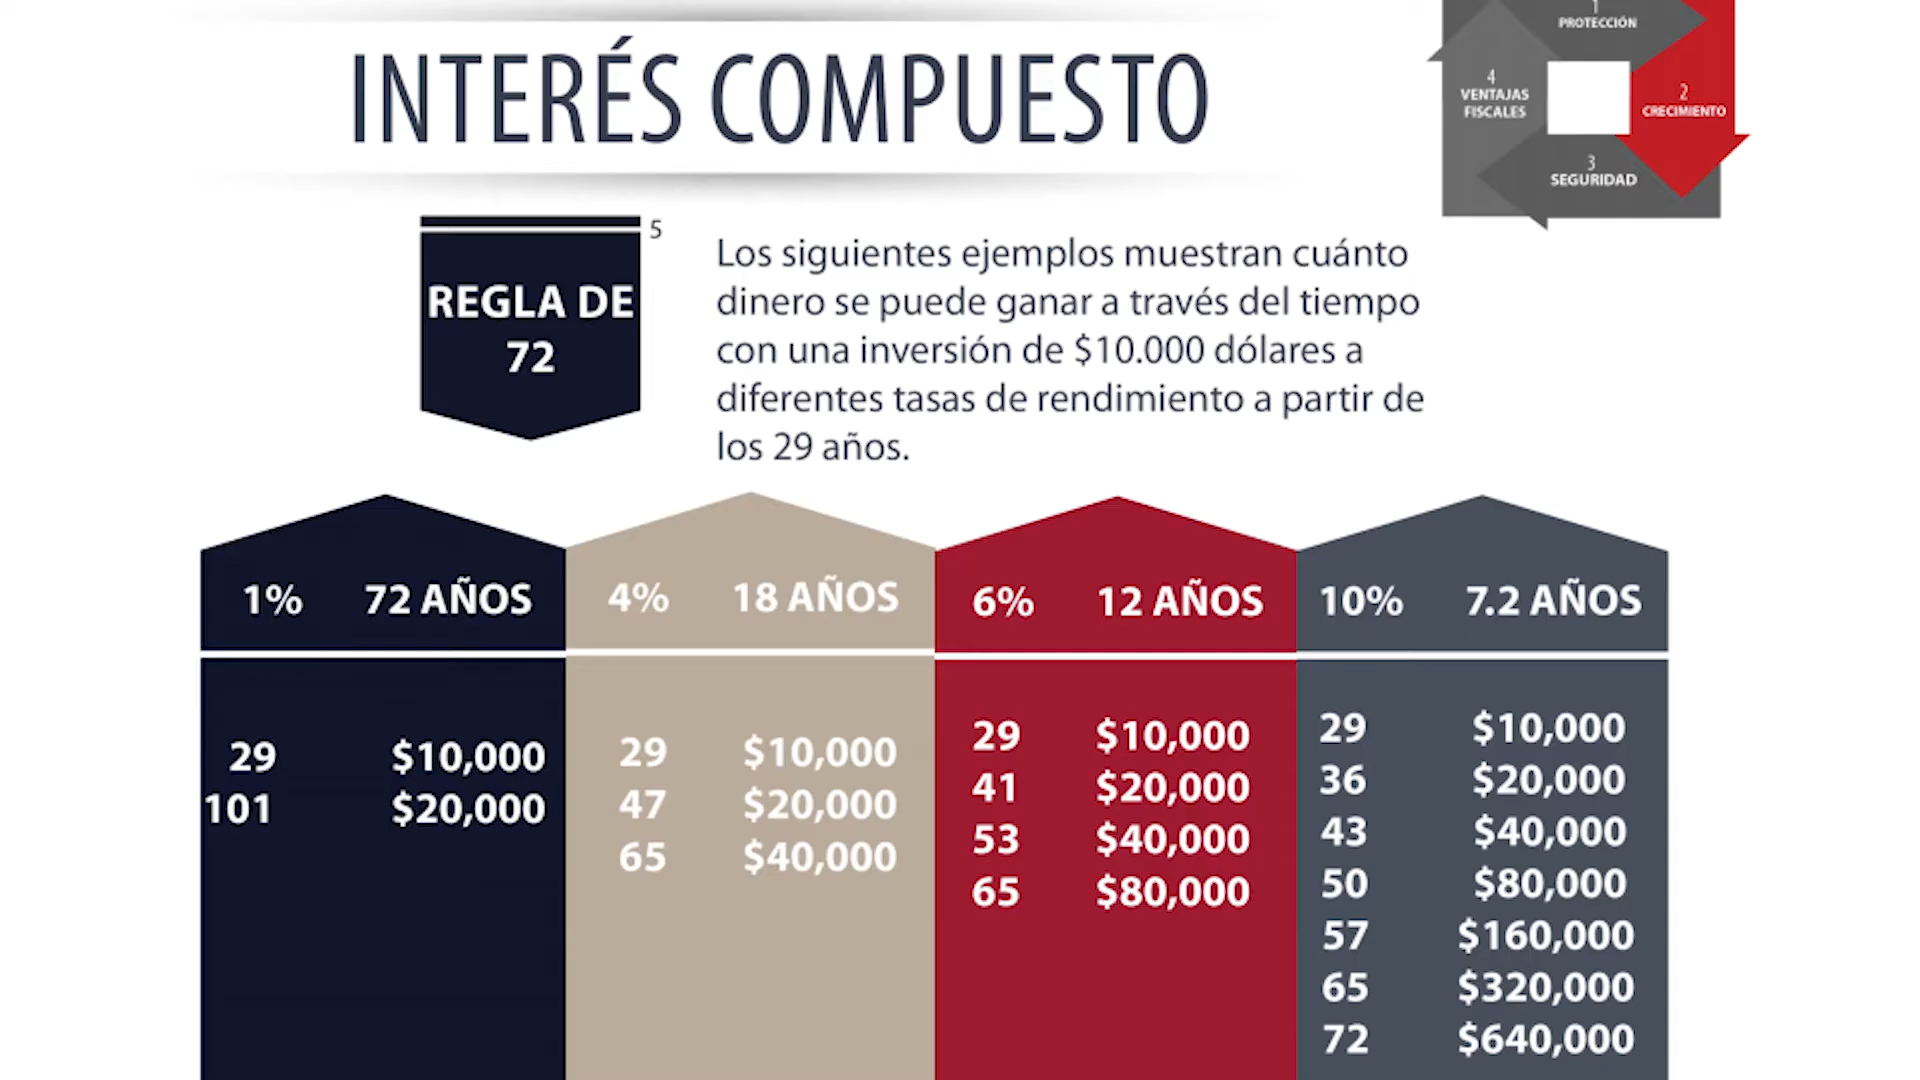 INTERÉS COMPUESTO
1
PROTECCIÓN
2
CRECIMIENTO
3
SEGURIDAD
4
VENTAJAS
FISCALES
REGLA DE
72
5
Los siguientes ejemplos muestran cuánto
dinero se puede ganar a través del tiempo
con una inversión de $10.000 dólares a
diferentes tasas de rendimiento a partir de
los 29 años.
1% 72 AÑOS
29 $10,000
101 $20,000
4% 18 AÑOS
29 $10,000
47 $20,000
65 $40,000
6% 12 AÑOS
29 $10,000
41 $20,000
53 $40,000
65 $80,000
10% 7.2 AÑOS
29 $10,000
36 $20,000
43 $40,000
50 $80,000
57 $160,000
65 $320,000
72 $640,000